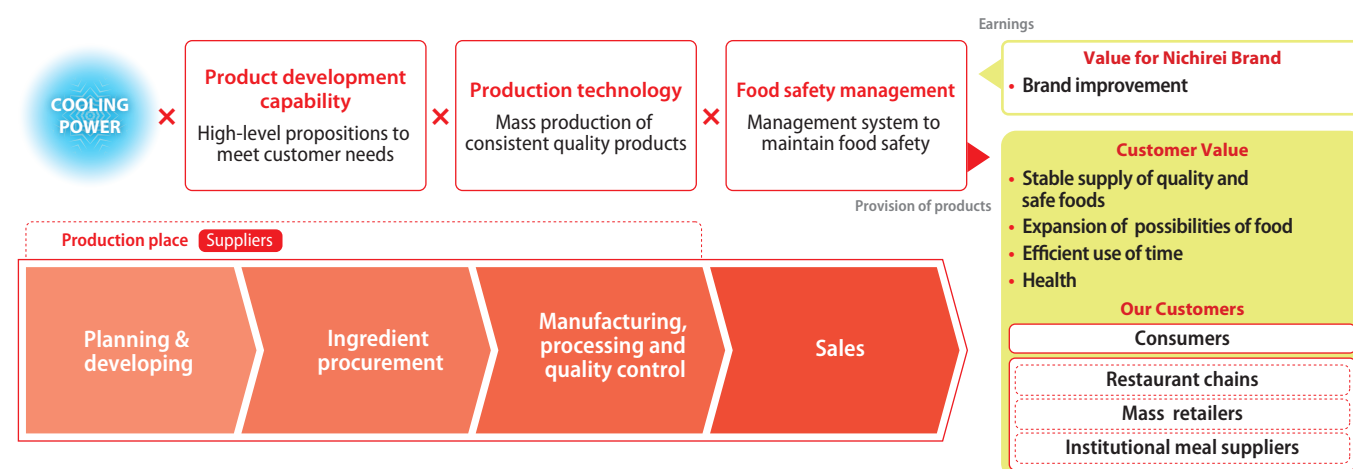 COOLING
POWER
×
Product development
capability
High-level propositions to
meet customer needs
×
Production technology
Mass production of
consistent quality products
×
Food safety management
Management system to
maintain food safety
Earnings
Value for Nichirei Brand
• Brand improvement
Provision of products
Customer Value
• Stable supply of quality and
safe foods
• Expansion of possibilities of food
• Efficient use of time
• Health
Our Customers
Consumers
Restaurant chains
Mass retailers
Institutional meal suppliers
Production place Suppliers
Planning &
developing
Ingredient
procurement
Manufacturing,
processing and
quality control
Sales